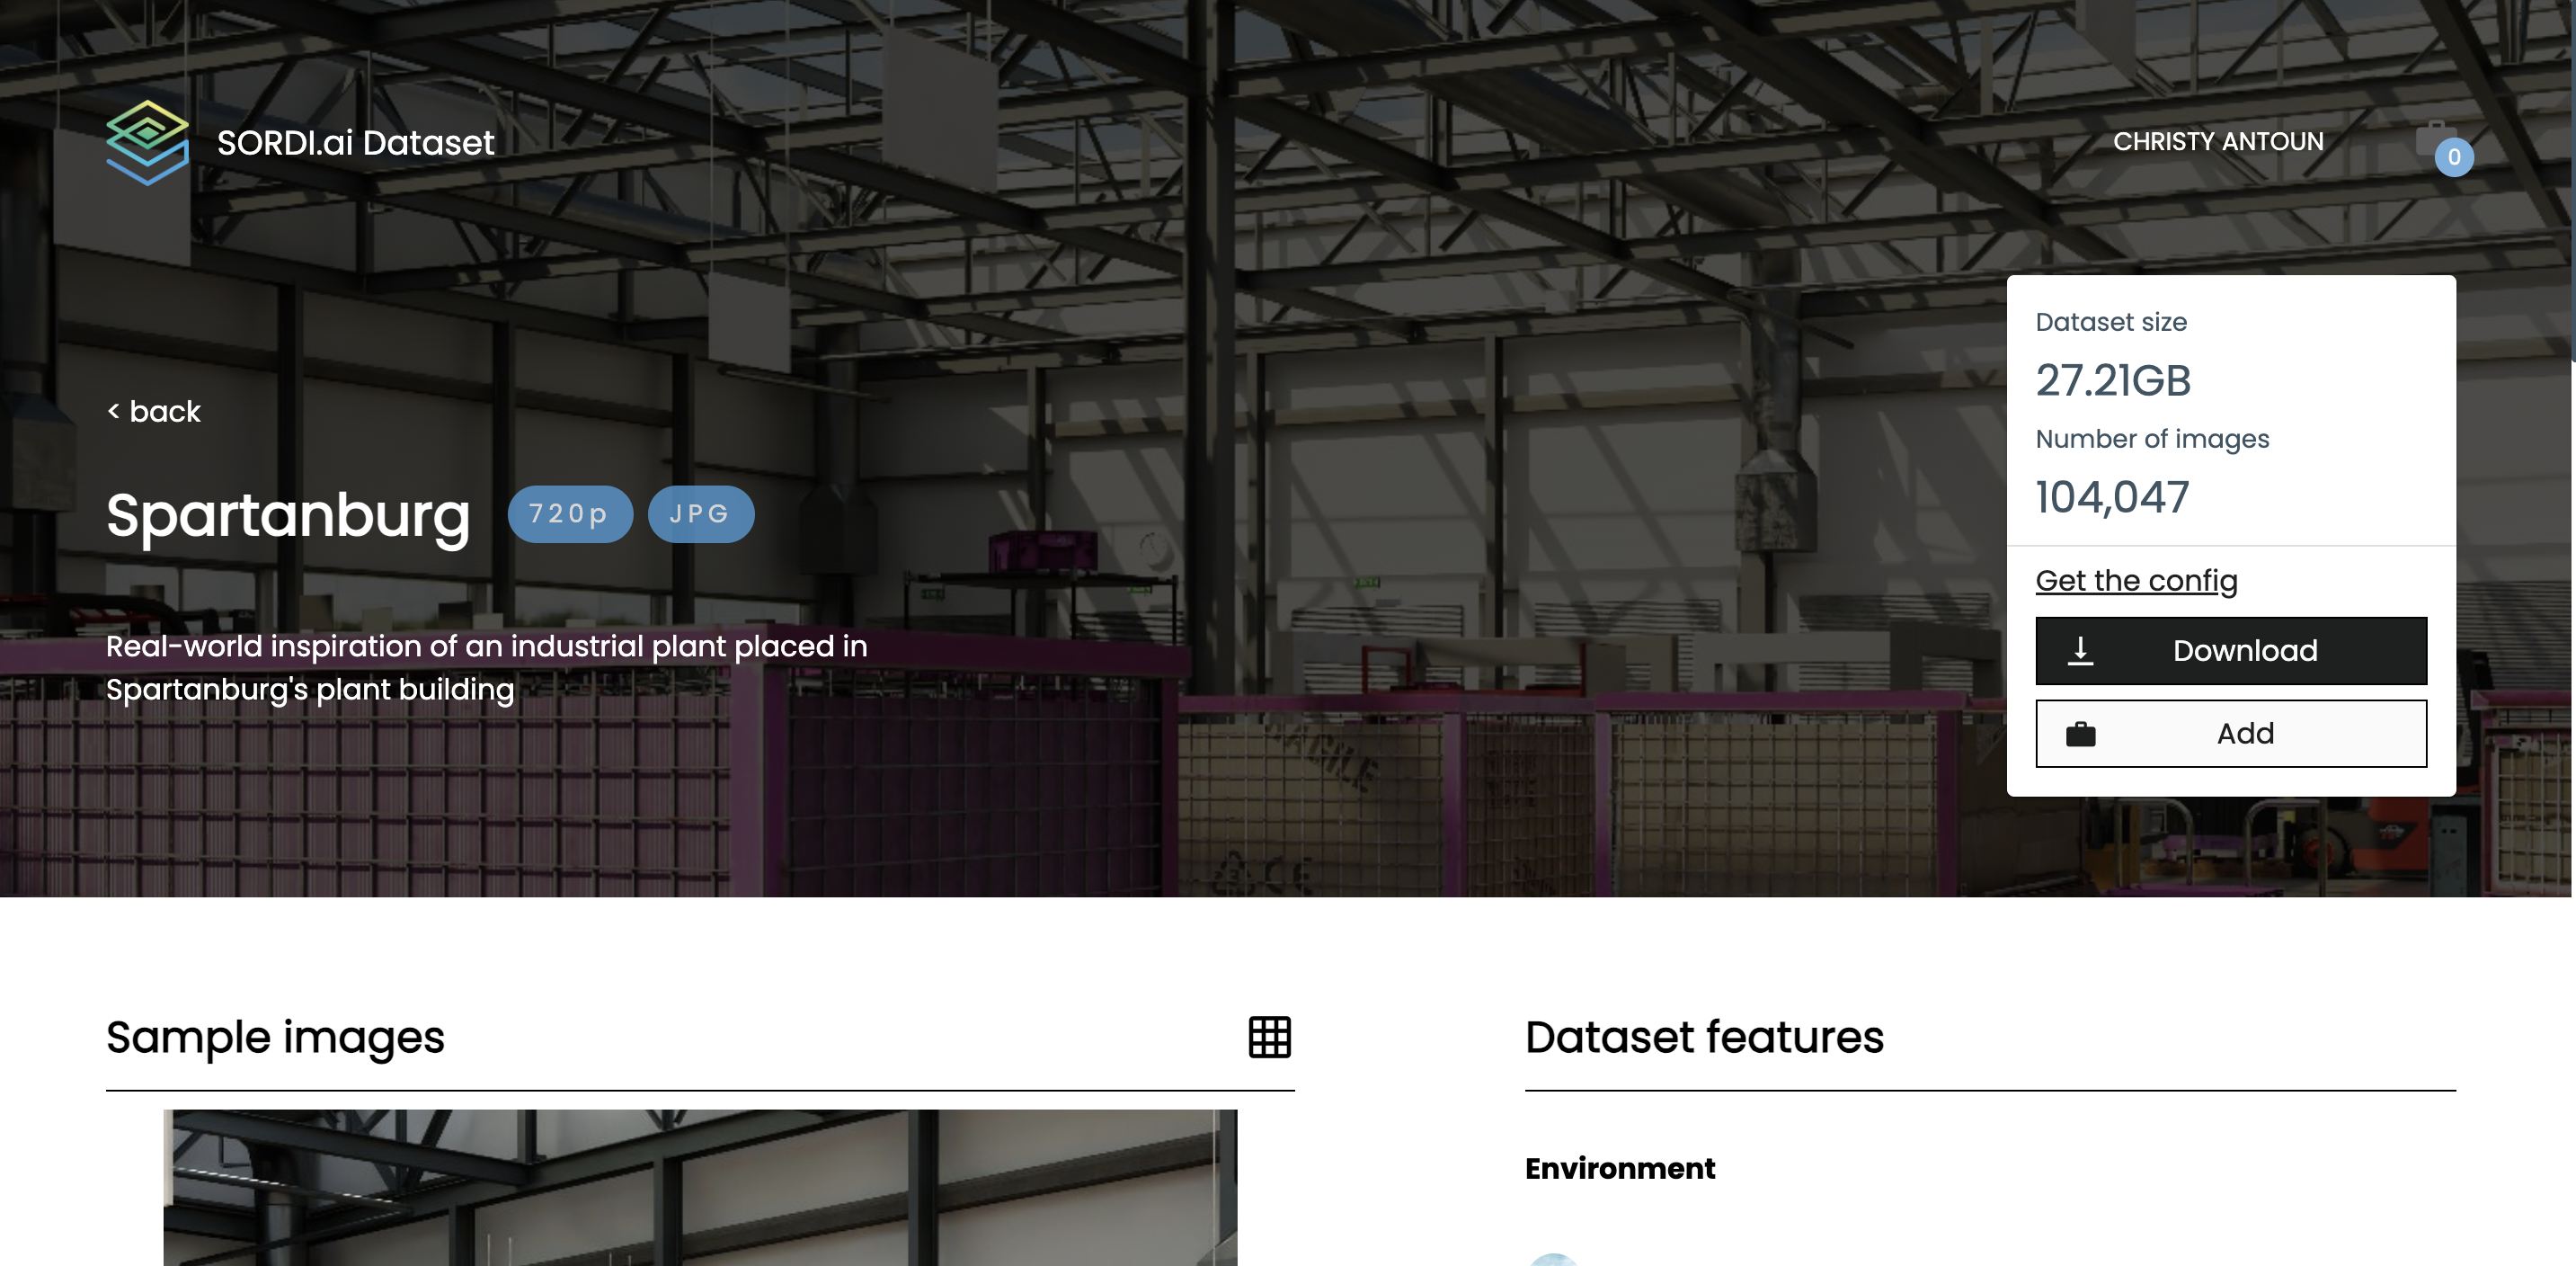 SORDI.ai Dataset
CHRISTY ANTOUN
0
< back
Spartanburg
720p
JPG
Real-world inspiration of an industrial plant placed in
Spartanburg's plant building
Dataset size
27.21GB
Number of images
104,047
Get the config
Download
Add
Sample images
Dataset features
Environment